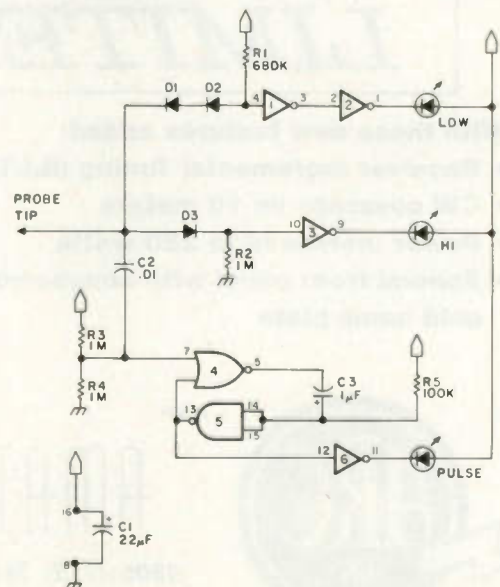 R1
680K
D1
D2
4
1
3
2
2
1
LOW
PROBE
TIP
D3
10
3
9
HI
C2
.01
R2
1M
R3
1M
7
4
5
R4
1M
C3
1µF
R5
100K
13
5
14
15
12
6
11
PULSE
16
C1
22µF
8